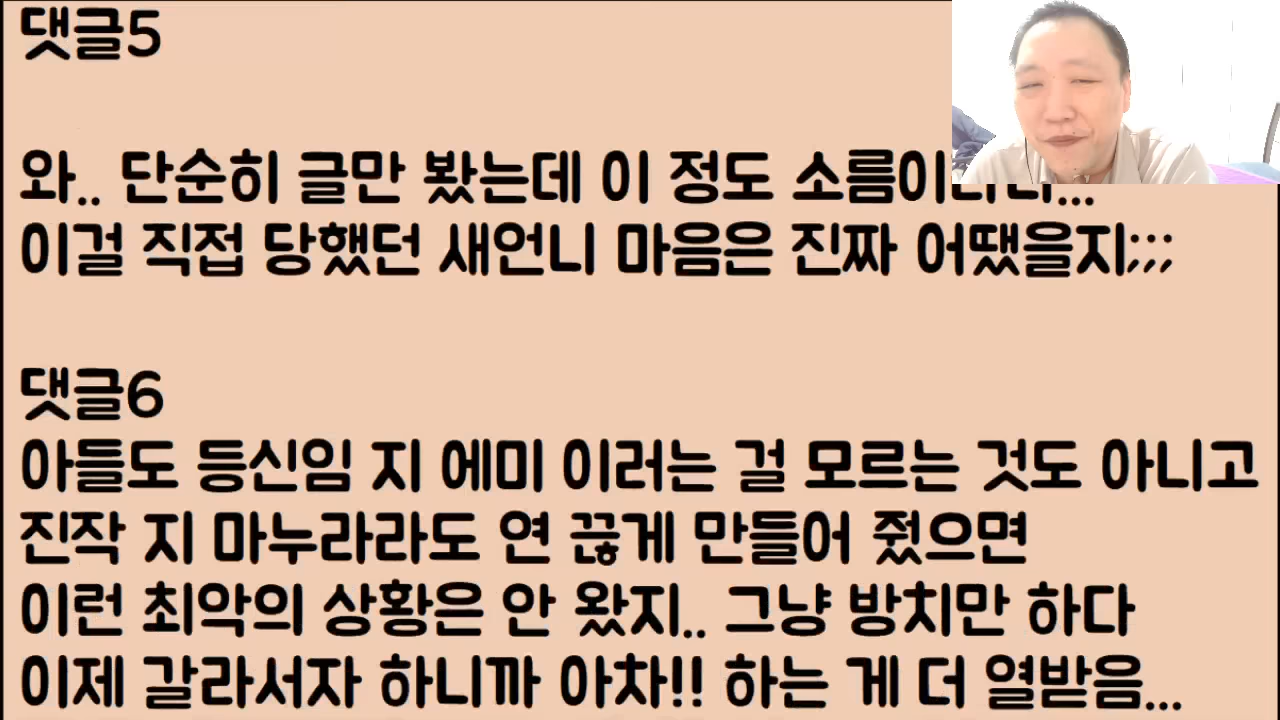 댓글5
와.. 단순히 글만 봤는데 이 정도 소름이라니...
이걸 직접 당했던 새언니 마음은 진짜 어땠을지;;;
댓글6
아들도 등신임 지 에미 이러는 걸 모르는 것도 아니고
진작 지 마누라라도 연 끊게 만들어 줬으면
이런 최악의 상황은 안 왔지.. 그냥 방치만 하다
이제 갈라서자 하니까 아차!! 하는 게 더 열받음...